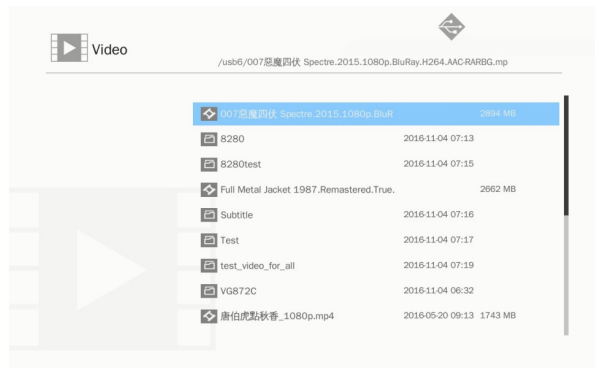 Video
/usb6/007惡魔四伏 Spectre.2015.1080p.BluRay.H264.AAC-RARBG.mp
007惡魔四伏 Spectre.2015.1080p.BluR 2894 MB
8280 2016-11-04 07:13
8280test 2016-11-04 07:15
Full Metal Jacket 1987.Remastered.True. 2662 MB
Subtitle 2016-11-04 07:16
Test 2016-11-04 07:17
test_video_for_all 2016-11-04 07:19
VG872C 2016-11-04 06:32
唐伯虎點秋香_1080p.mp4 2016-05-20 09:13 1743 MB